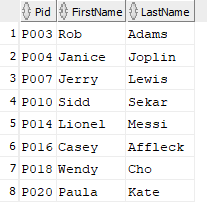 Pid FirstName LastName
1 P003 Rob Adams
2 P004 Janice Joplin
3 P007 Jerry Lewis
4 P010 Sidd Sekar
5 P014 Lionel Messi
6 P016 Casey Affleck
7 P018 Wendy Cho
8 P020 Paula Kate